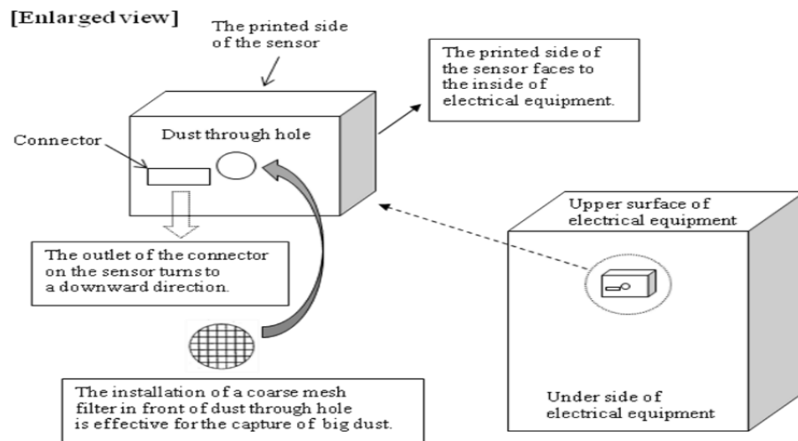 [Enlarged view]
The printed side
of the sensor
The printed side of
the sensor faces to
the inside of
electrical equipment.
Dust through hole
Connector
The outlet of the connector
on the sensor turns to
a downward direction.
Upper surface of
electrical equipment
Under side of
electrical equipment
The installation of a coarse mesh
filter in front of dust through hole
is effective for the capture of big dust.